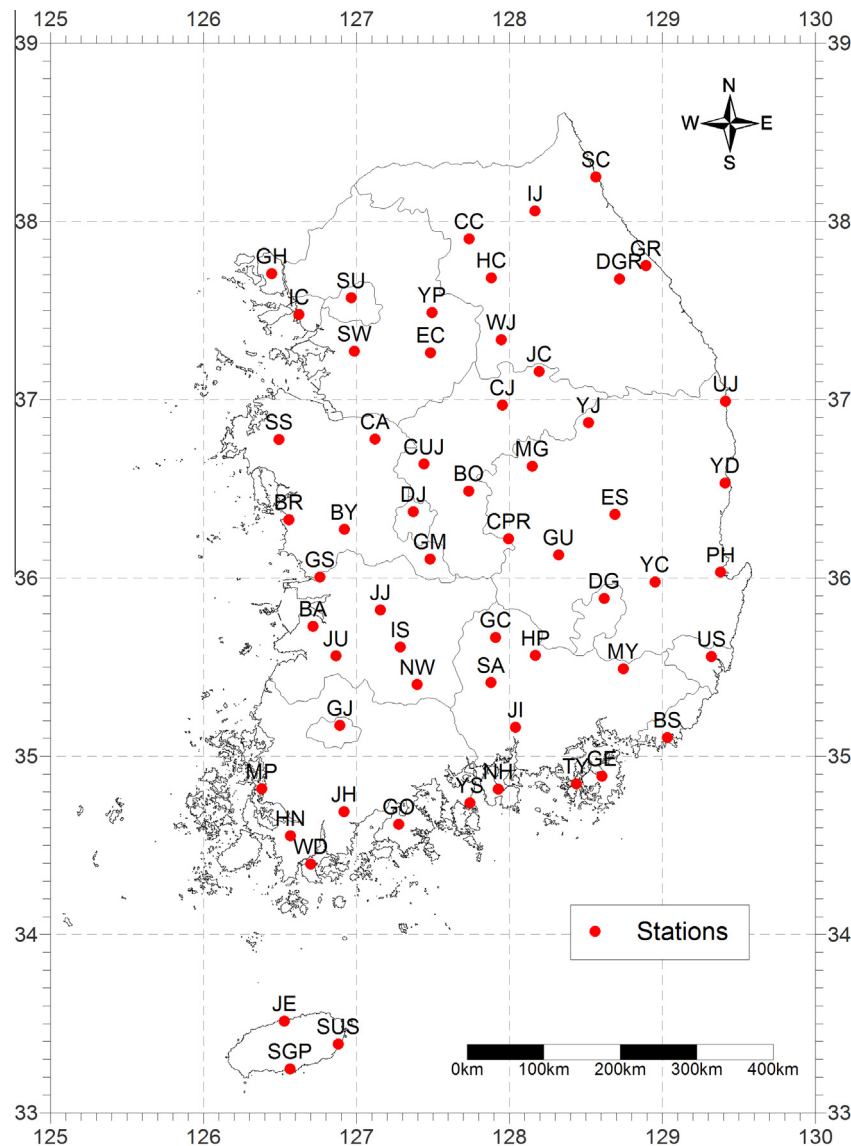 125 126 127 128 129 130
39 39
N
W E
S
SC
IJ
38 38
CC
GH HC GR
DGR
SU
IC YP
WJ
SW EC
JC
37 CJ UJ 37
YJ
SS CA
CUJ MG
BO YD
DJ
BR ES
BY
CPR
GM GU
GS PH
36 YC 36
DG
JJ
BA GC
IS
JU HP
US
NW SA MY
GJ
JI BS
35 35
MP TY GE
NH
JH YS
GO
HN
WD
34 Stations 34
JE
SUS
SGP
0km 100km 200km 300km 400km
33 33
125 126 127 128 129 130